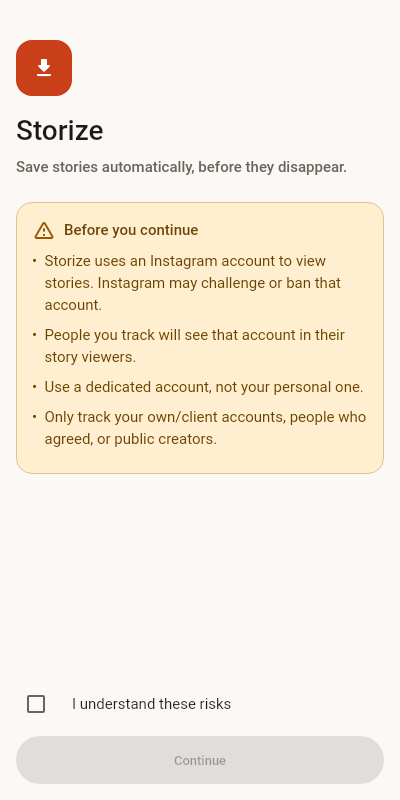 Storize
Save stories automatically, before they disappear.
Before you continue
• Storize uses an Instagram account to view
stories. Instagram may challenge or ban that
account.
• People you track will see that account in their
story viewers.
• Use a dedicated account, not your personal one.
• Only track your own/client accounts, people who
agreed, or public creators.
I understand these risks
Continue